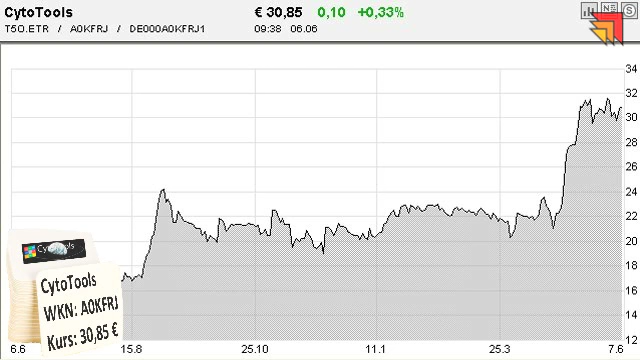 CytoTools € 30,85 0,10 +0,33%
T5O.ETR / A0KFRJ / DE000A0KFRJ1 09:38 06.06
34
32
30
28
26
24
22
20
18
16
14
12
CytoTools
CytoTools
WKN: A0KFRJ
Kurs: 30,85 €
6.6 15.8 25.10 11.1 25.3 7.6